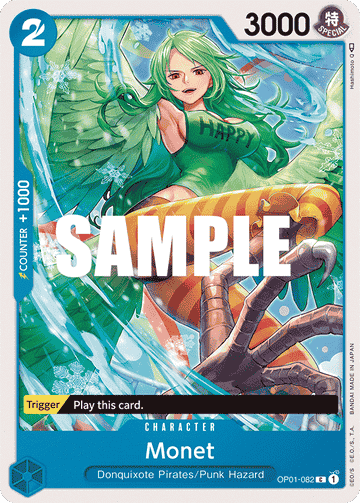 2
3000
特
SPECIAL
Hashimoto Q
HAPPY
COUNTER +1000
SAMPLE
Trigger Play this card.
CHARACTER
Monet
Donquixote Pirates/Punk Hazard
OP01-082 C 1
©E.O./S. ©E.O./S., T.A. BANDAI MADE IN JAPAN